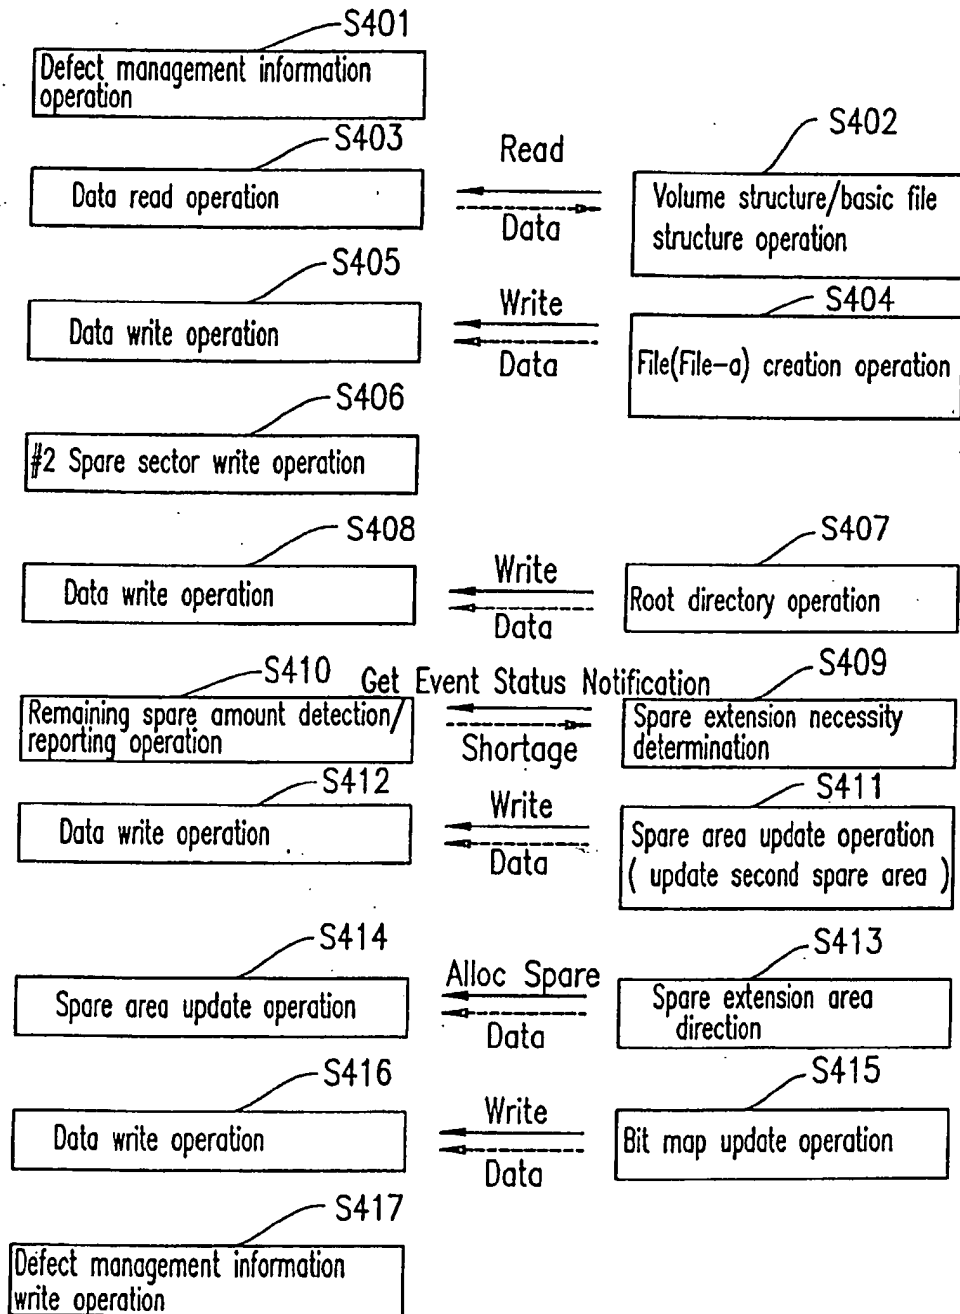 S401
Defect management information
operation
S403
Read
S402
Data read operation
Data
Volume structure/basic file
structure operation
S405
Write
S404
Data write operation
Data
File(File-a) creation operation
S406
#2 Spare sector write operation
S408
Write
S407
Data write operation
Data
Root directory operation
S410
Get Event Status Notification
S409
Remaining spare amount detection/
reporting operation
Shortage
Spare extension necessity
determination
S412
Write
S411
Data write operation
Data
Spare area update operation
( update second spare area )
S414
Alloc Spare
S413
Spare area update operation
Data
Spare extension area
direction
S416
Write
S415
Data write operation
Data
Bit map update operation
S417
Defect management information
write operation